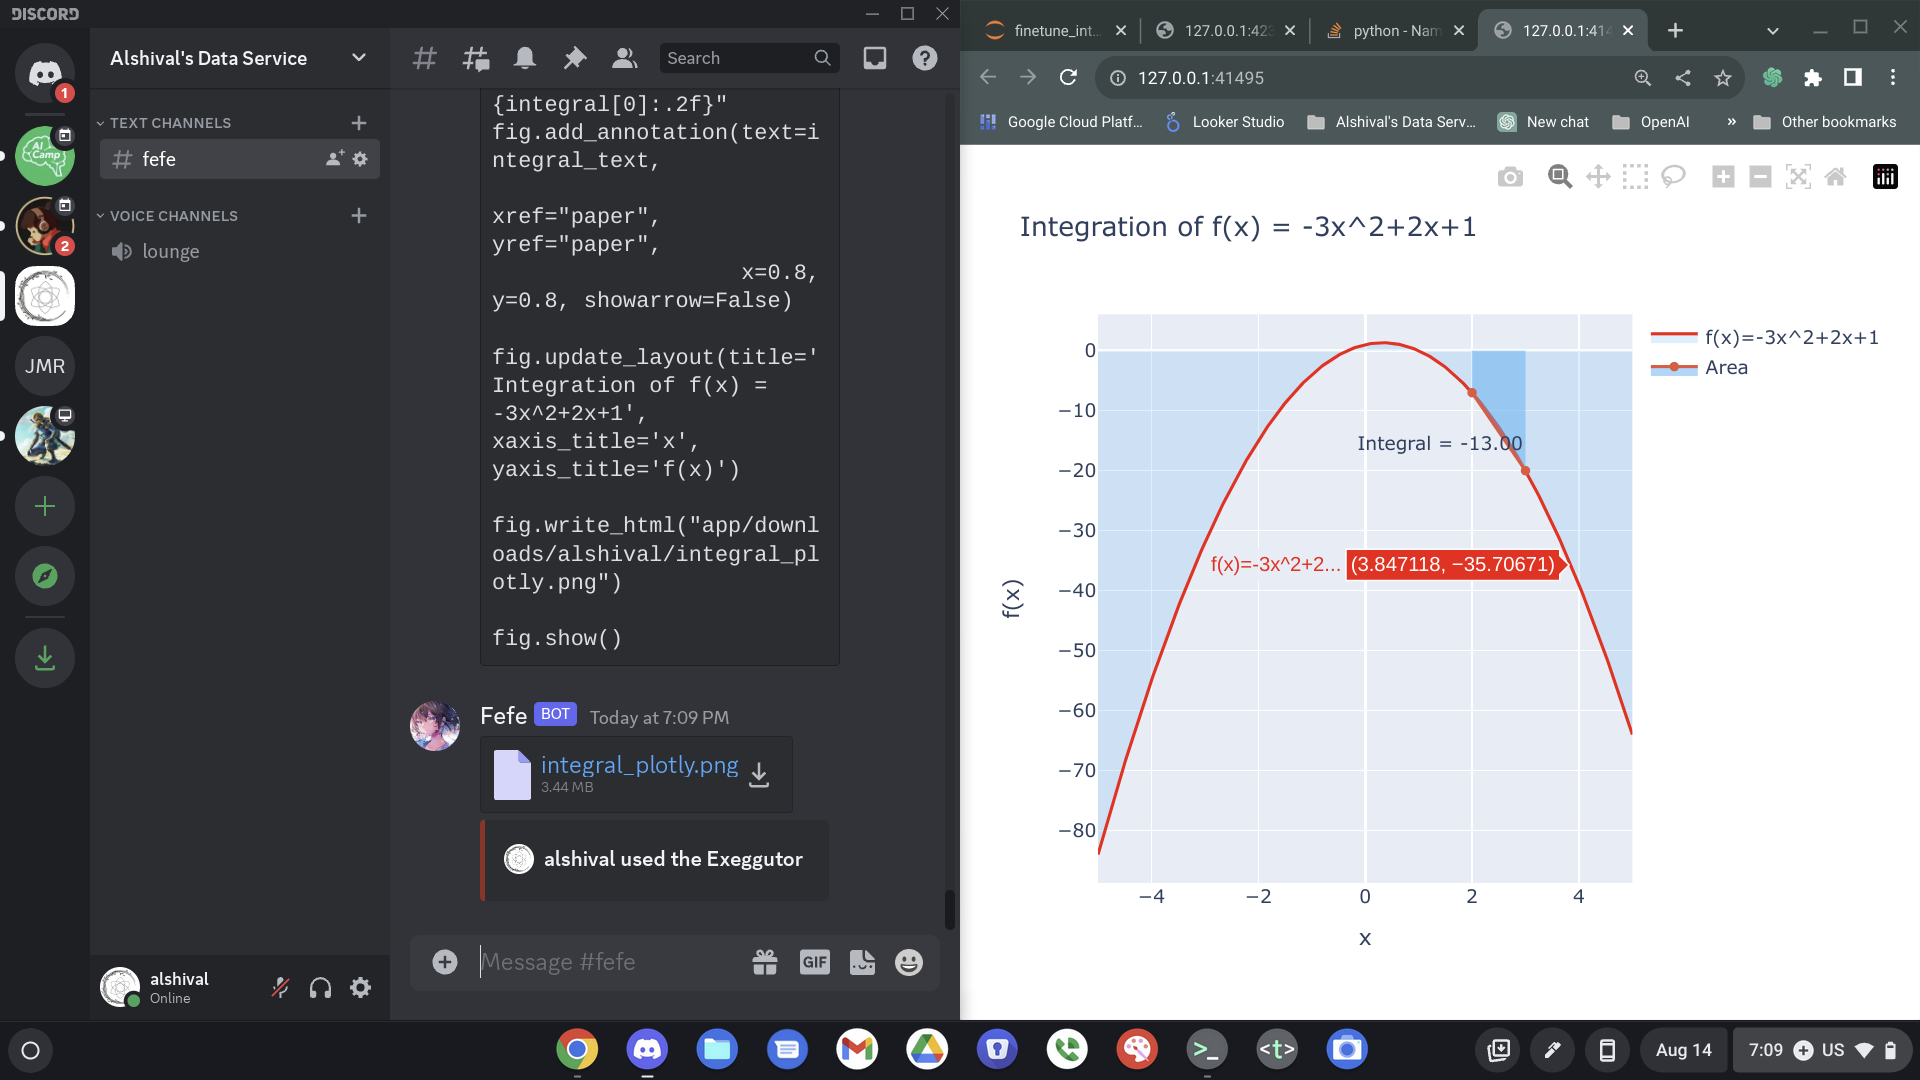 DISCORD
1
AI
Camp
2
JMR
Alshival's Data Service
TEXT CHANNELS
fefe
VOICE CHANNELS
lounge
alshival
Online
Search
{integral[0]:.2f}"
fig.add_annotation(text=i
ntegral_text,
xref="paper",
yref="paper",
x=0.8,
y=0.8, showarrow=False)
fig.update_layout(title='
Integration of f(x) =
-3x^2+2x+1',
xaxis_title='x',
yaxis_title='f(x)')
fig.write_html("app/downl
oads/alshival/integral_pl
otly.png")
fig.show()
Fefe BOT Today at 7:09 PM
integral_plotly.png
3.44 MB
alshival used the Exeggutor
Message #fefe
GIF
finetune_int...
127.0.0.1:423
python - Nam
127.0.0.1:414
127.0.0.1:41495
Google Cloud Platf...
Looker Studio
Alshival's Data Serv...
New chat
OpenAI
»
Other bookmarks
Integration of f(x) = -3x^2+2x+1
f(x)=-3x^2+2x+1
Area
0
−10
−20
−30
−40
−50
−60
−70
−80
f(x)
Integral = -13.00
f(x)=-3x^2+2... (3.847118, −35.70671)
−4
−2
0
2
4
x
>_
<t>
Aug 14
7:09
US